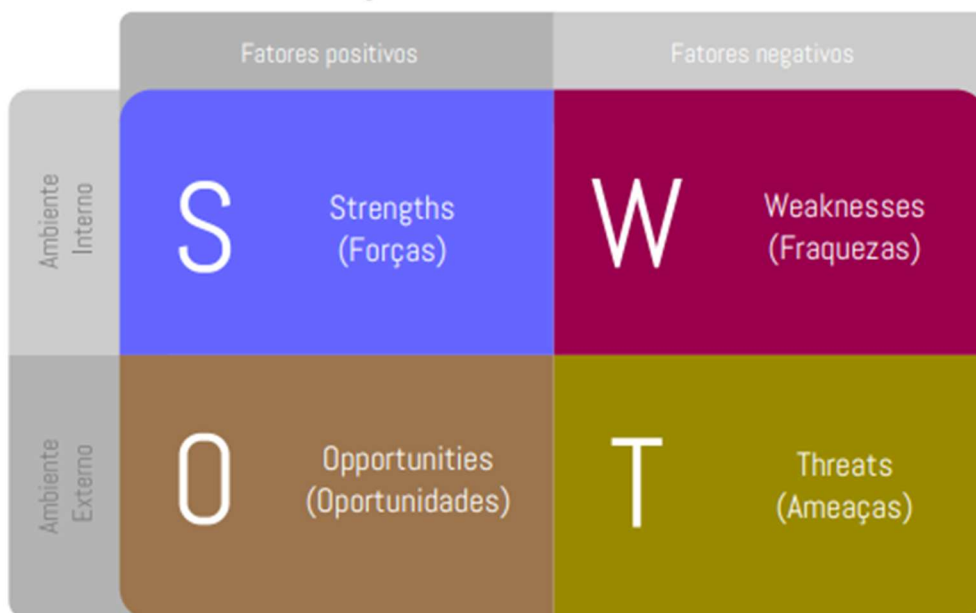 Fatores positivos
Fatores negativos
Ambiente
Interno
S
Strengths
(Forças)
W
Weaknesses
(Fraquezas)
Ambiente
Externo
O
Opportunities
(Oportunidades)
T
Threats
(Ameaças)